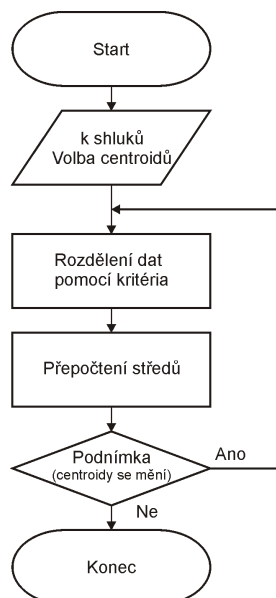 Start
k shluků
Volba centroidů
Rozdělení dat
pomocí kritéria
Přepočtení středů
Podnímka
(centroidy se mění)
Ano
Ne
Konec